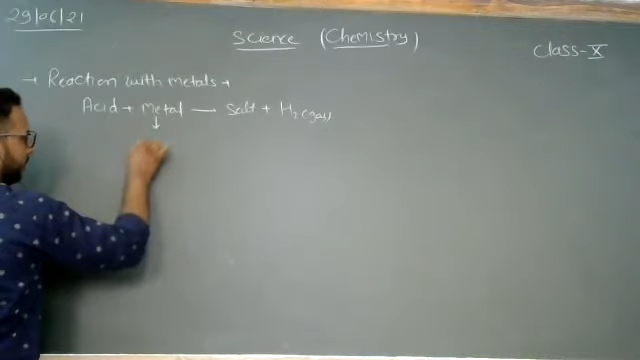 29/06/21
Science (Chemistry)
Class-X
→ Reaction with metals →
Acid + Metal — Salt + H₂(gas)
↓